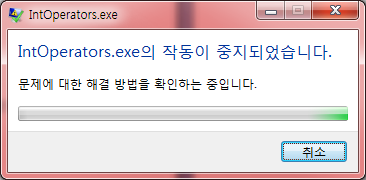 IntOperators.exe
IntOperators.exe의 작동이 중지되었습니다.
문제에 대한 해결 방법을 확인하는 중입니다.
취소